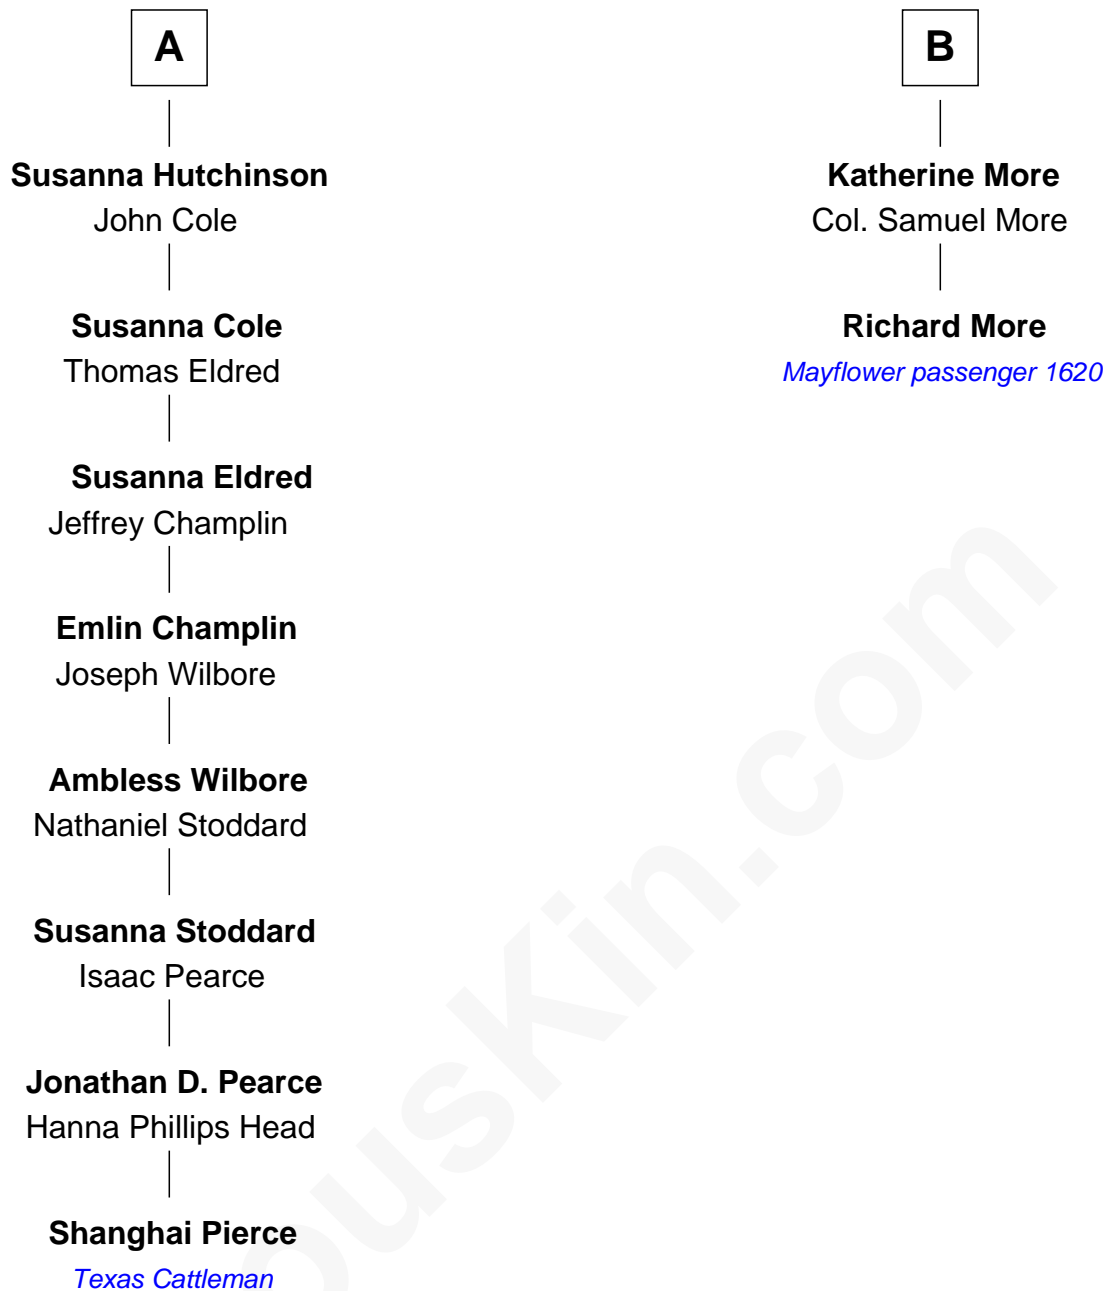 A
Susanna Hutchinson
John Cole
Susanna Cole
Thomas Eldred
Susanna Eldred
Jeffrey Champlin
Emlin Champlin
Joseph Wilbore
Ambless Wilbore
Nathaniel Stoddard
Susanna Stoddard
Isaac Pearce
Jonathan D. Pearce
Hanna Phillips Head
Shanghai Pierce
Texas Cattleman
B
Katherine More
Col. Samuel More
Richard More
Mayflower passenger 1620
ousKin.com